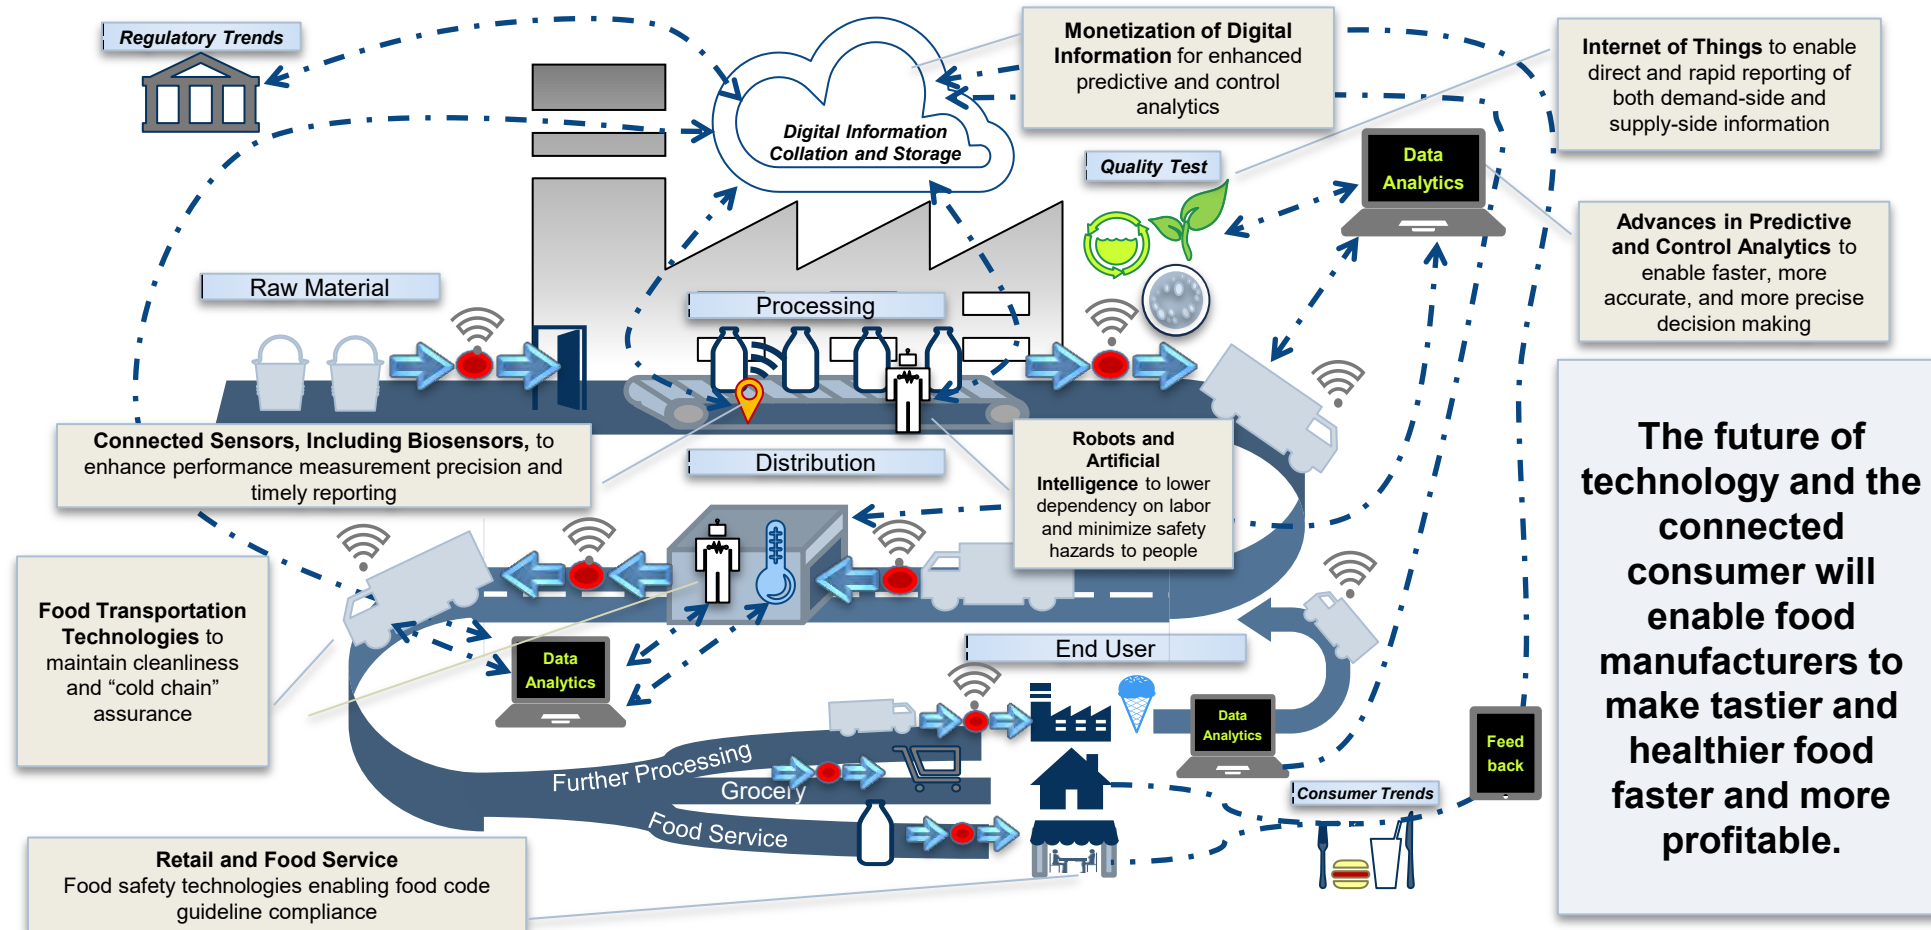 Regulatory Trends
Monetization of Digital
Information for enhanced
predictive and control
analytics
Internet of Things to enable
direct and rapid reporting of
both demand-side and
supply-side information
Digital Information
Collation and Storage
Quality Test
Data
Analytics
Advances in Predictive
and Control Analytics to
enable faster, more
accurate, and more precise
decision making
Raw Material
Processing
Connected Sensors, Including Biosensors, to
enhance performance measurement precision and
timely reporting
Distribution
Robots and
Artificial
Intelligence to lower
dependency on labor
and minimize safety
hazards to people
The future of
technology and the
connected
consumer will
enable food
manufacturers to
make tastier and
healthier food
faster and more
profitable.
Food Transportation
Technologies to
maintain cleanliness
and “cold chain”
assurance
Data
Analytics
End User
Data
Analytics
Feed
back
Further Processing
Grocery
Food Service
Consumer Trends
Retail and Food Service
Food safety technologies enabling food code
guideline compliance